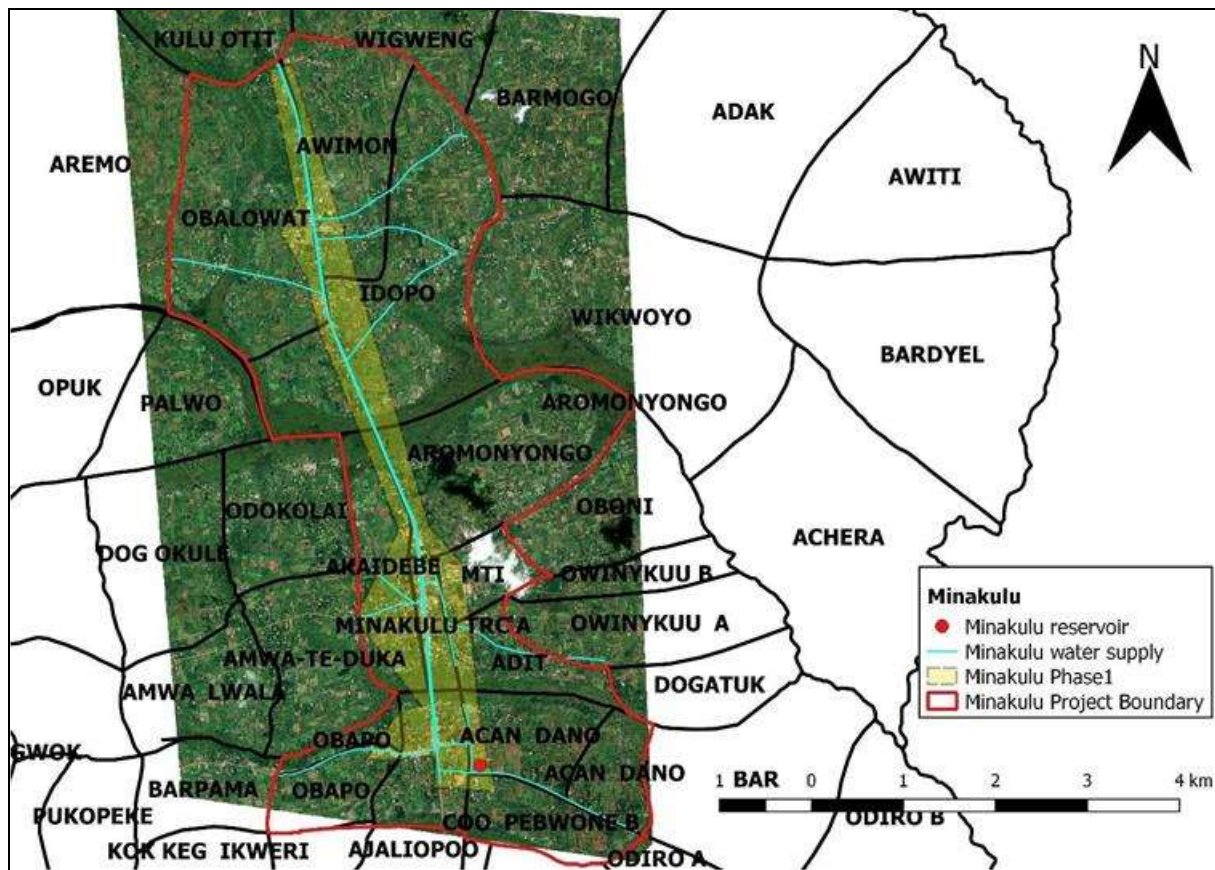 KULU OTIT
WIGWENG
N
BARMOGO
ADAK
AWIMON
AREMO
AWITI
OBALOWAT
IDOPO
WIKWOYO
BARDYEL
OPUK
PALWO
AROMONYONGO
AROMONYONGO
ODOKOLAI
OBONI
ACHERA
DOG OKULE
AKAIDEBE
MTI
OWINYKUU B
MINAKULU TRC A
OWINYKUU A
AMWA-TE-DUKA
ADIT
DOGATUK
AMWA LWALA
Minakulu
Minakulu reservoir
Minakulu water supply
Minakulu Phase1
Minakulu Project Boundary
GWOK
OBAPO
ACAN DANO
ACAN DANO
BARPAMA
OBAPO
1 BAR 0 1 2 3 4 km
PUKOPEKE
COO PEBWONE B
ODIRO B
KOK KEG IKWERI
AJALIOPOO
ODIRO A